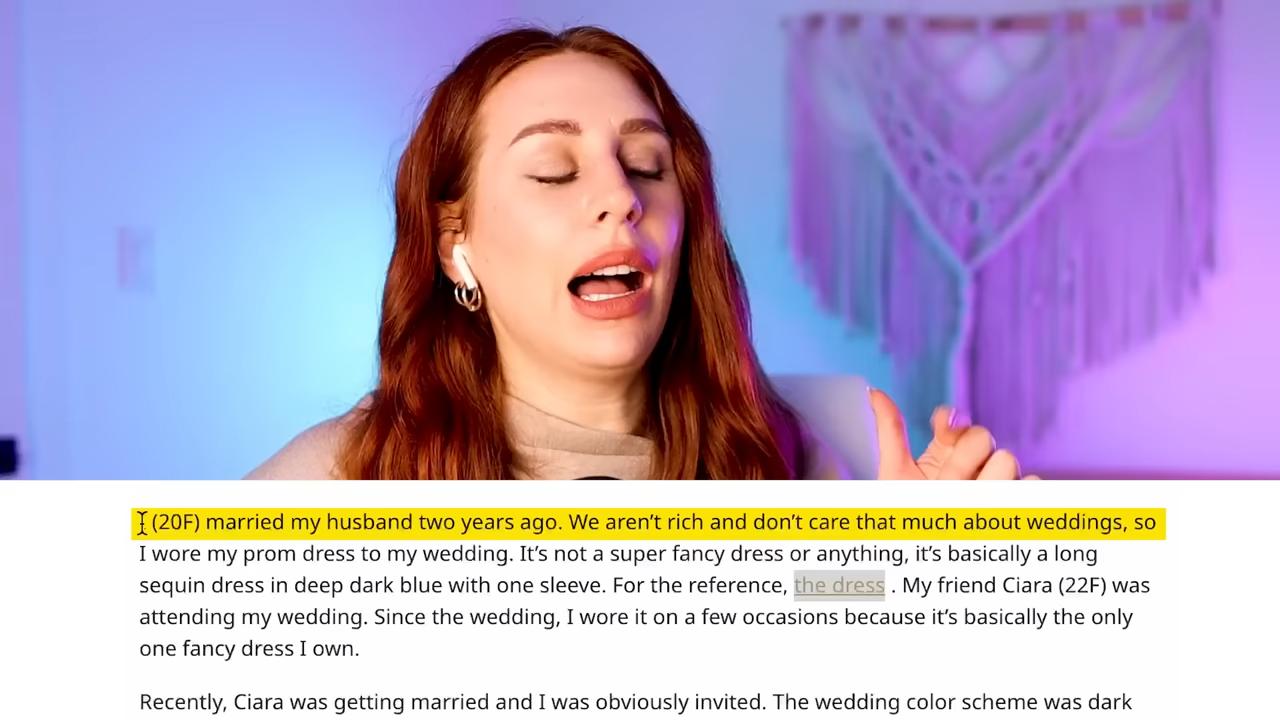 I (20F) married my husband two years ago. We aren't rich and don't care that much about weddings, so
I wore my prom dress to my wedding. It's not a super fancy dress or anything, it's basically a long
sequin dress in deep dark blue with one sleeve. For the reference, the dress . My friend Ciara (22F) was
attending my wedding. Since the wedding, I wore it on a few occasions because it's basically the only
one fancy dress I own.
Recently, Ciara was getting married and I was obviously invited. The wedding color scheme was dark